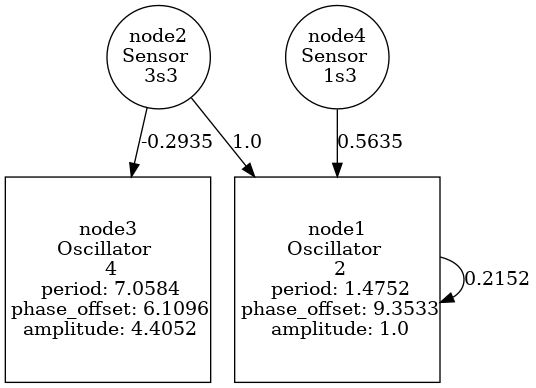 node2
Sensor
3s3
node4
Sensor
1s3
-0.2935
1.0
0.5635
node3
Oscillator
4
period: 7.0584
phase_offset: 6.1096
amplitude: 4.4052
node1
Oscillator
2
period: 1.4752
phase_offset: 9.3533
amplitude: 1.0
0.2152